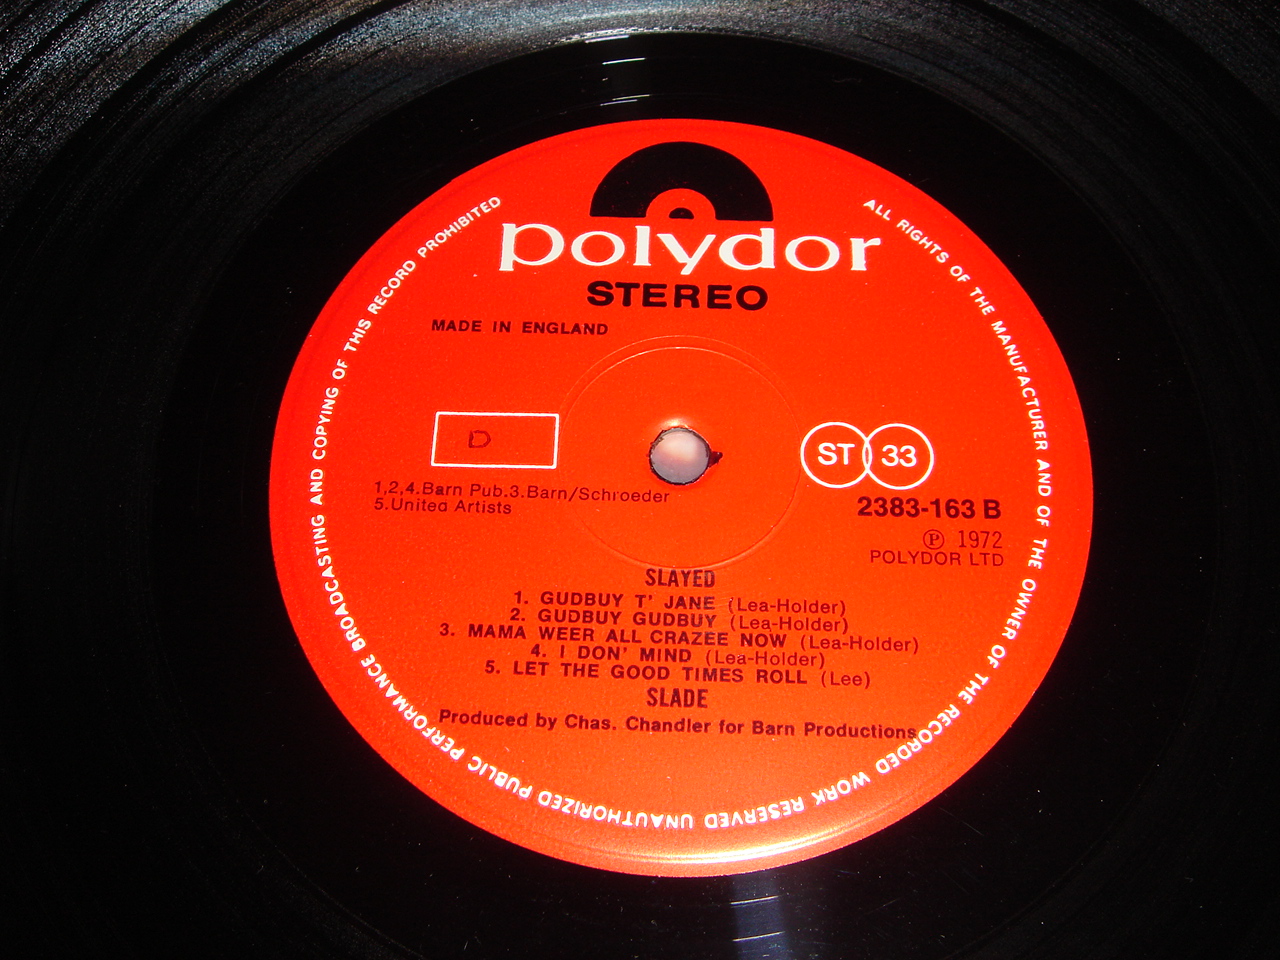 polydor
STEREO
MADE IN ENGLAND
D
ST 33
1,2,4.Barn Pub.3.Barn/Schroeder
5.United Artists
2383-163 B
Ⓟ 1972
POLYDOR LTD
SLAYED
1. GUDBUY T' JANE (Lea-Holder)
2. GUDBUY GUDBUY (Lea-Holder)
3. MAMA WEER ALL CRAZEE NOW (Lea-Holder)
4. I DON' MIND (Lea-Holder)
5. LET THE GOOD TIMES ROLL (Lee)
SLADE
Produced by Chas. Chandler for Barn Productions
ALL RIGHTS OF THE MANUFACTURER AND OF THE OWNER OF THE RECORDED WORK RESERVED UNAUTHORIZED PUBLIC PERFORMANCE BROADCASTING AND COPYING OF THIS RECORD PROHIBITED